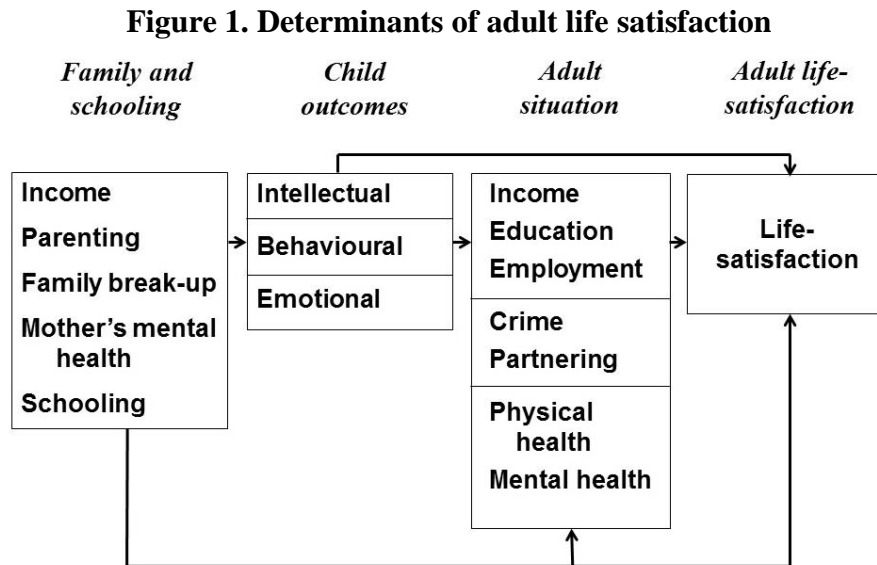 Figure 1. Determinants of adult life satisfaction
Family and
schooling
Child
outcomes
Adult
situation
Adult life-
satisfaction
Income
Parenting
Family break-up
Mother's mental
health
Schooling
Intellectual
Behavioural
Emotional
Income
Education
Employment
Crime
Partnering
Physical
health
Mental health
Life-
satisfaction